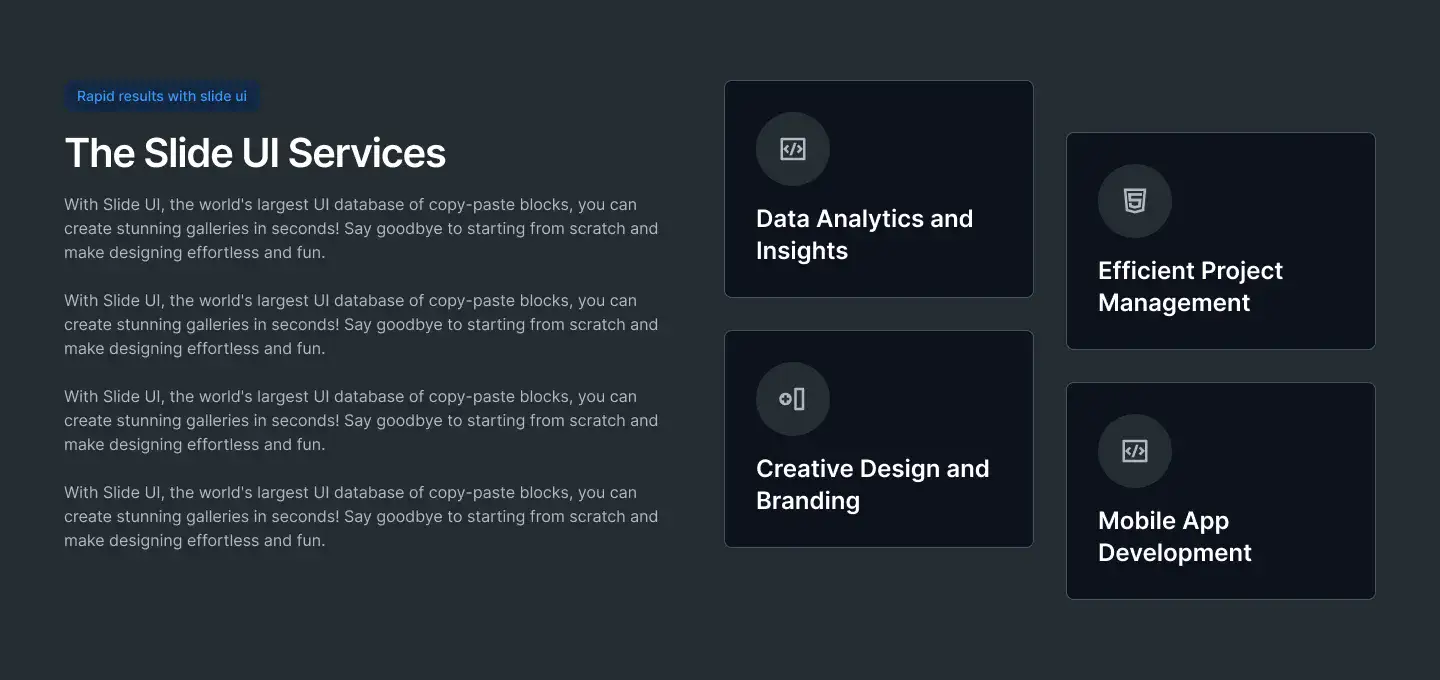 Rapid results with slide ui
The Slide UI Services
With Slide UI, the world's largest UI database of copy-paste blocks, you can
create stunning galleries in seconds! Say goodbye to starting from scratch and
make designing effortless and fun.
With Slide UI, the world's largest UI database of copy-paste blocks, you can
create stunning galleries in seconds! Say goodbye to starting from scratch and
make designing effortless and fun.
With Slide UI, the world's largest UI database of copy-paste blocks, you can
create stunning galleries in seconds! Say goodbye to starting from scratch and
make designing effortless and fun.
With Slide UI, the world's largest UI database of copy-paste blocks, you can
create stunning galleries in seconds! Say goodbye to starting from scratch and
make designing effortless and fun.
Data Analytics and
Insights
Efficient Project
Management
Creative Design and
Branding
Mobile App
Development